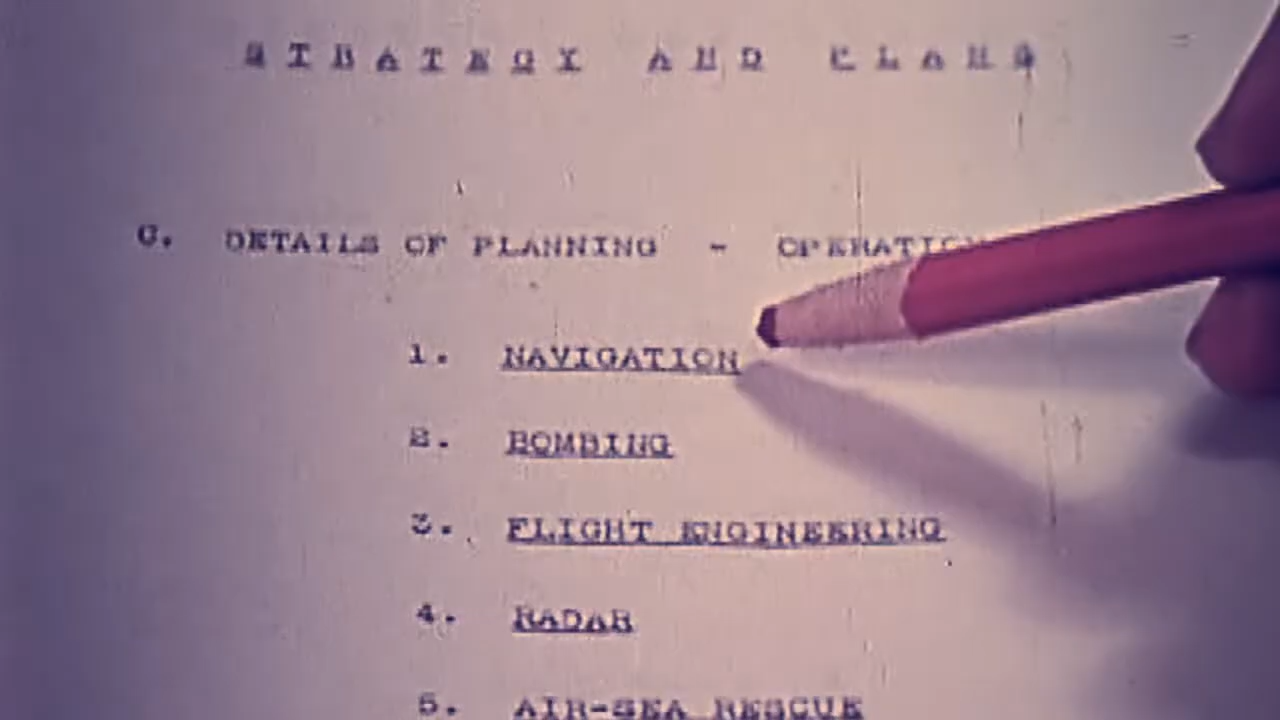 STRATEGY AND PLANS
C. DETAILS OF PLANNING - OPERATION
1. NAVIGATION
2. BOMBING
3. FLIGHT ENGINEERING
4. RADAR
5. AIR-SEA RESCUE